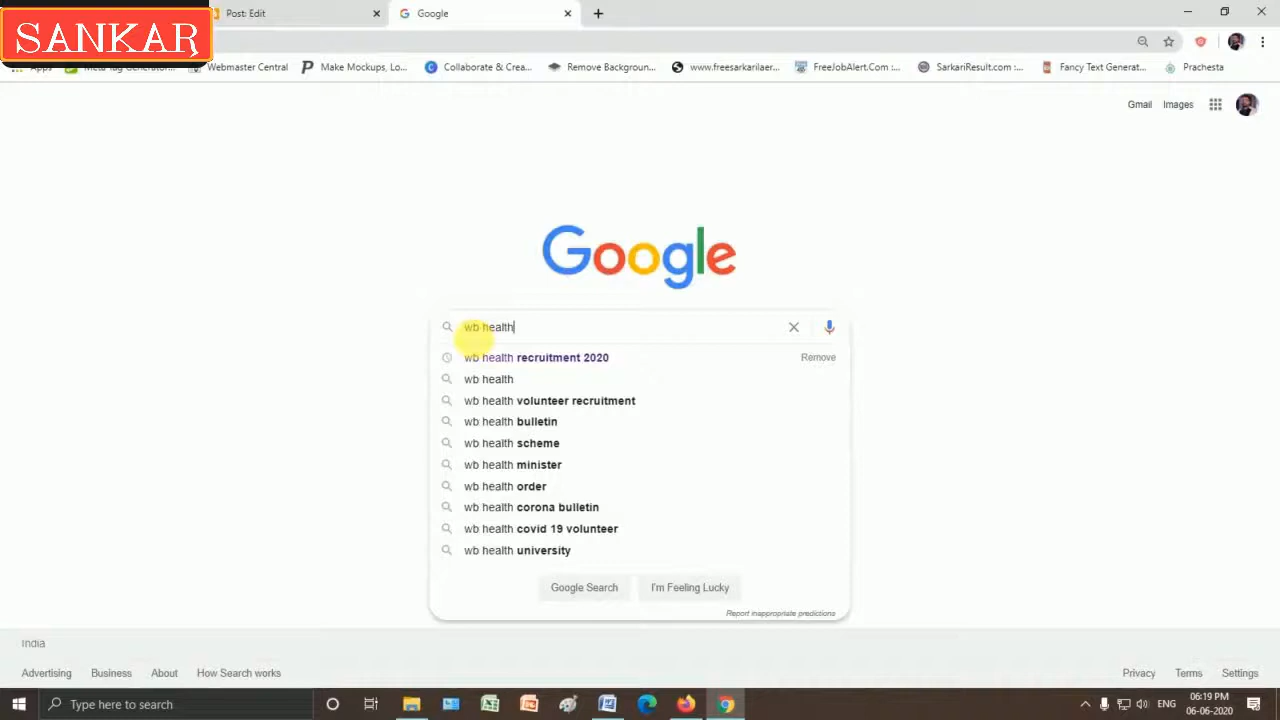 SANKAR
Post: Edit
Google
Apps
Meta Tag Generator...
Webmaster Central
Make Mockups, Lo...
Collaborate & Crea...
Remove Backgroun...
www.freesarkarilaer...
FreeJobAlert.Com :...
SarkariResult.com :...
Fancy Text Generat...
Prachesta
Gmail
Images
Google
wb health
wb health recruitment 2020
Remove
wb health
wb health volunteer recruitment
wb health bulletin
wb health scheme
wb health minister
wb health order
wb health corona bulletin
wb health covid 19 volunteer
wb health university
Google Search
I'm Feeling Lucky
Report inappropriate predictions
India
Advertising
Business
About
How Search works
Privacy
Terms
Settings
Type here to search
ENG
06:19 PM
06-06-2020